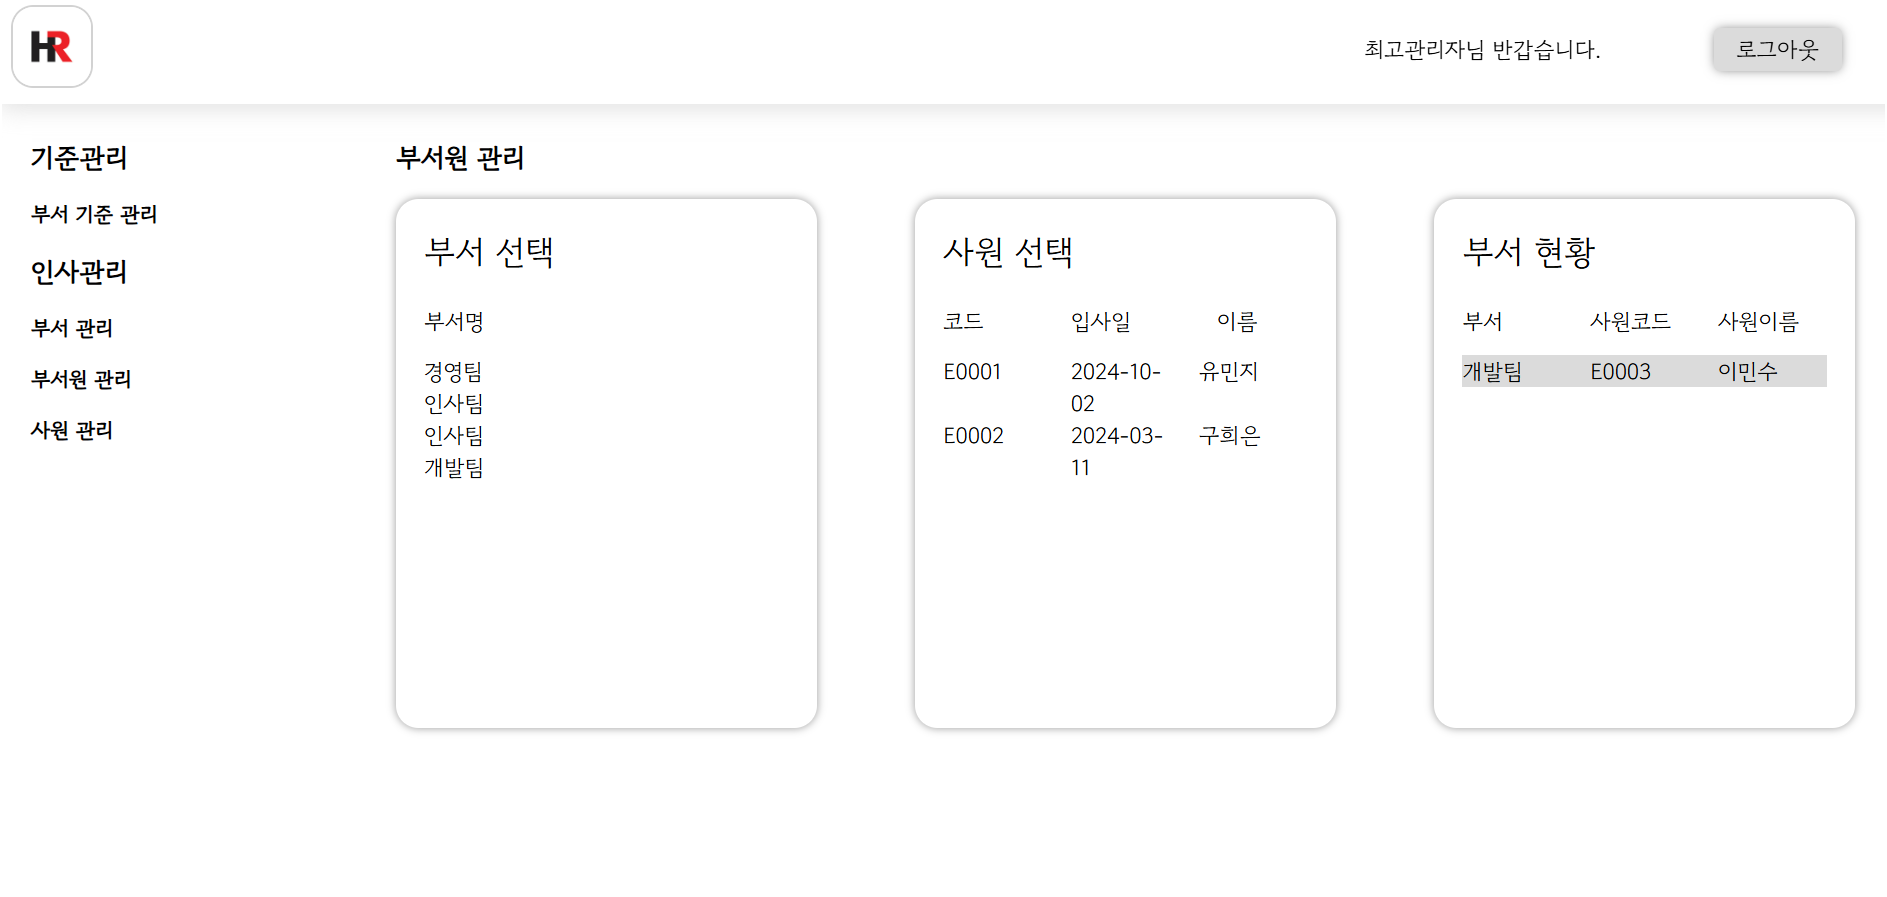 HR
최고관리자님 반갑습니다.
로그아웃
기준관리
부서 기준 관리
인사관리
부서 관리
부서원 관리
사원 관리
부서원 관리
부서 선택
부서명
경영팀
인사팀
인사팀
개발팀
사원 선택
코드 입사일 이름
E0001 2024-10- 유민지
02
E0002 2024-03- 구희은
11
부서 현황
부서 사원코드 사원이름
개발팀 E0003 이민수